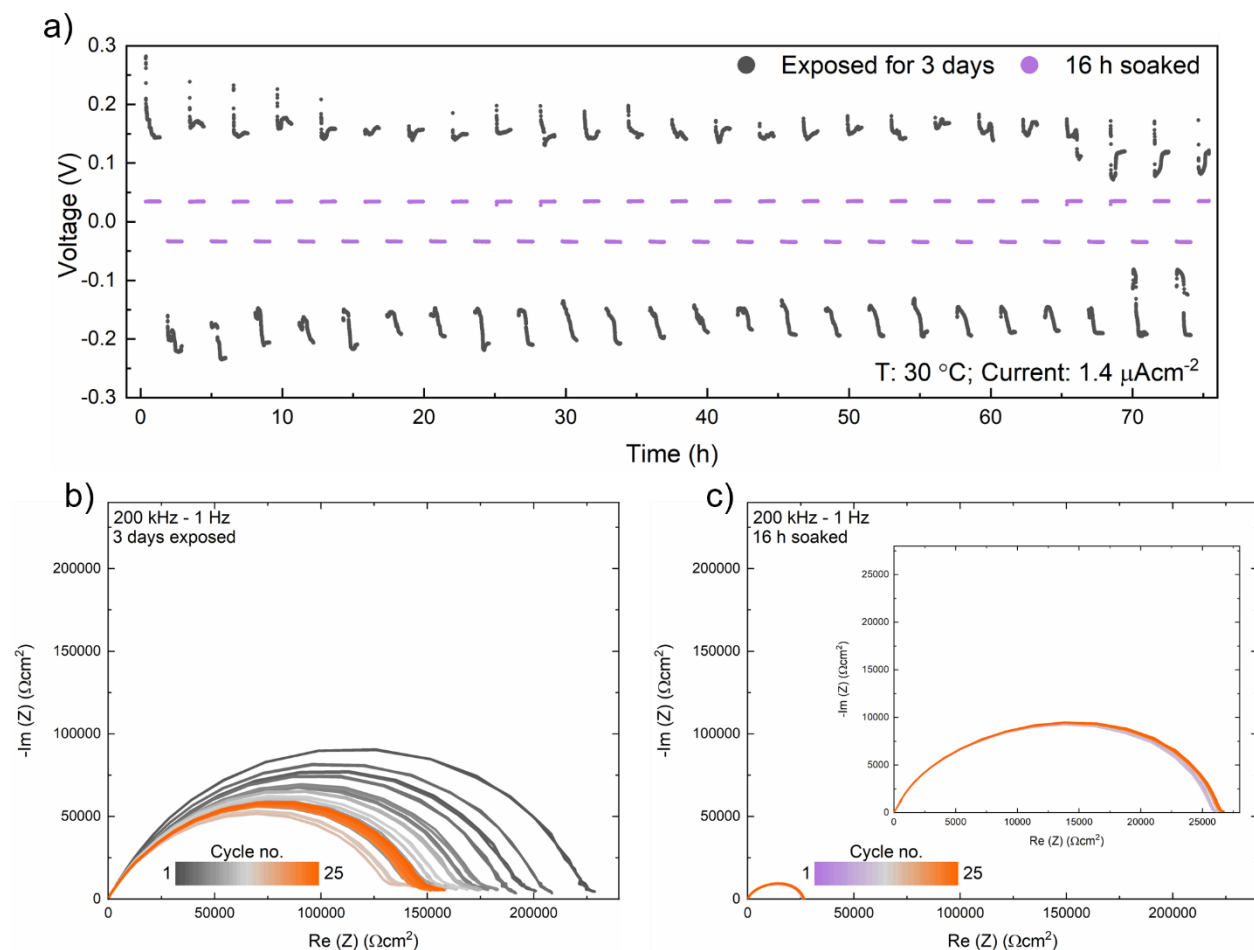 a)
Exposed for 3 days 16 h soaked
0.3
0.2
0.1
0.0
-0.1
-0.2
-0.3
Voltage (V)
T: 30 °C; Current: 1.4 μAcm-2
0 10 20 30 40 50 60 70
Time (h)
b)
200 kHz - 1 Hz
3 days exposed
200000
150000
100000
50000
0
-Im (Z) (Ωcm2)
Cycle no.
1 25
0 50000 100000 150000 200000
Re (Z) (Ωcm2)
c)
200 kHz - 1 Hz
16 h soaked
200000
150000
100000
50000
0
-Im (Z) (Ωcm2)
25000
20000
15000
10000
5000
0
-Im (Z) (Ωcm2)
0 5000 10000 15000 20000 25000
Re (Z) (Ωcm2)
Cycle no.
1 25
0 50000 100000 150000 200000
Re (Z) (Ωcm2)